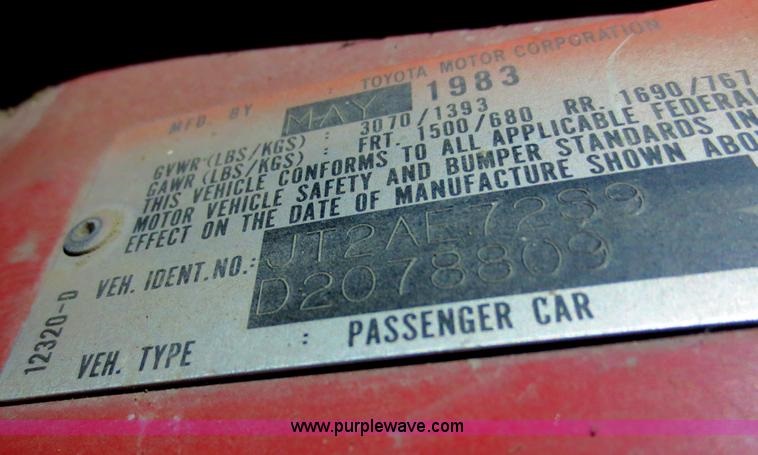 MFD. BY : TOYOTA MOTOR CORPORATION
MAY 1983
GVWR (LBS/KGS) : 3070/1393
GAWR (LBS/KGS) : FRT. 1500/680 RR. 1690/767
THIS VEHICLE CONFORMS TO ALL APPLICABLE FEDERAL
MOTOR VEHICLE SAFETY AND BUMPER STANDARDS IN
EFFECT ON THE DATE OF MANUFACTURE SHOWN ABO
VEH. IDENT.NO.: JT2AE72S9
D2078809
VEH. TYPE : PASSENGER CAR
12320-D
www.purplewave.com